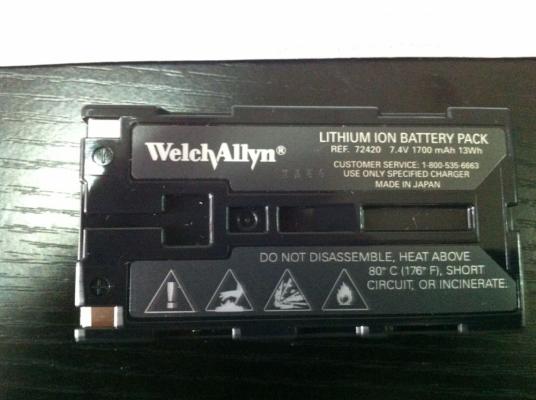 WelchAllyn®
LITHIUM ION BATTERY PACK
REF. 72420 7.4V 1700 mAh 13Wh
CUSTOMER SERVICE: 1-800-535-6663
USE ONLY SPECIFIED CHARGER
MADE IN JAPAN
DO NOT DISASSEMBLE, HEAT ABOVE
80° C (176° F), SHORT
CIRCUIT, OR INCINERATE.